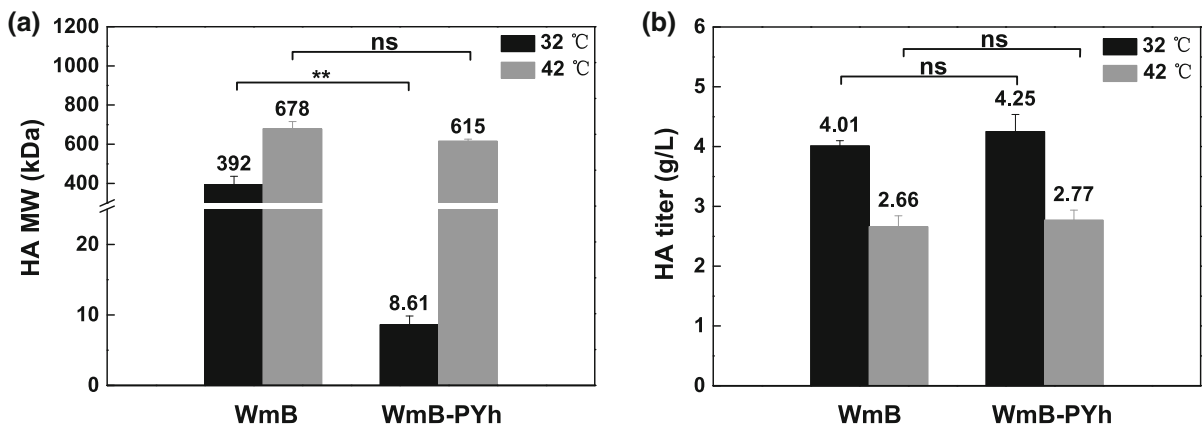 (a)
HA MW (kDa)
1200
1000
800
600
400
20
10
0
32 ℃
42 ℃
ns
**
392
678
8.61
615
WmB
WmB-PYh
(b)
HA titer (g/L)
6
5
4
3
2
1
0
32 ℃
42 ℃
ns
ns
4.01
2.66
4.25
2.77
WmB
WmB-PYh